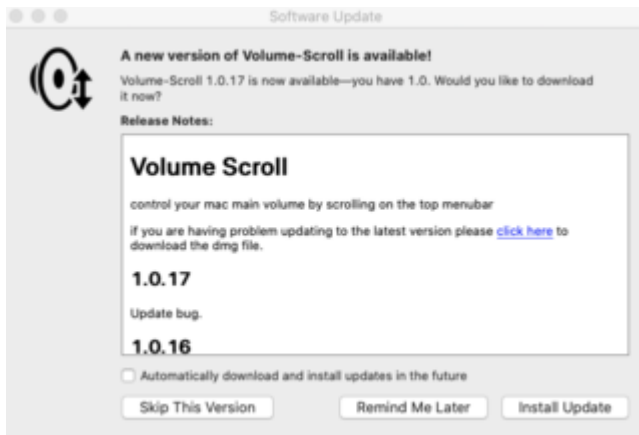 Software Update
A new version of Volume-Scroll is available!
Volume-Scroll 1.0.17 is now available—you have 1.0. Would you like to download
it now?
Release Notes:
Volume Scroll
control your mac main volume by scrolling on the top menubar
if you are having problem updating to the latest version please click here to
download the dmg file.
1.0.17
Update bug.
1.0.16
Automatically download and install updates in the future
Skip This Version
Remind Me Later
Install Update